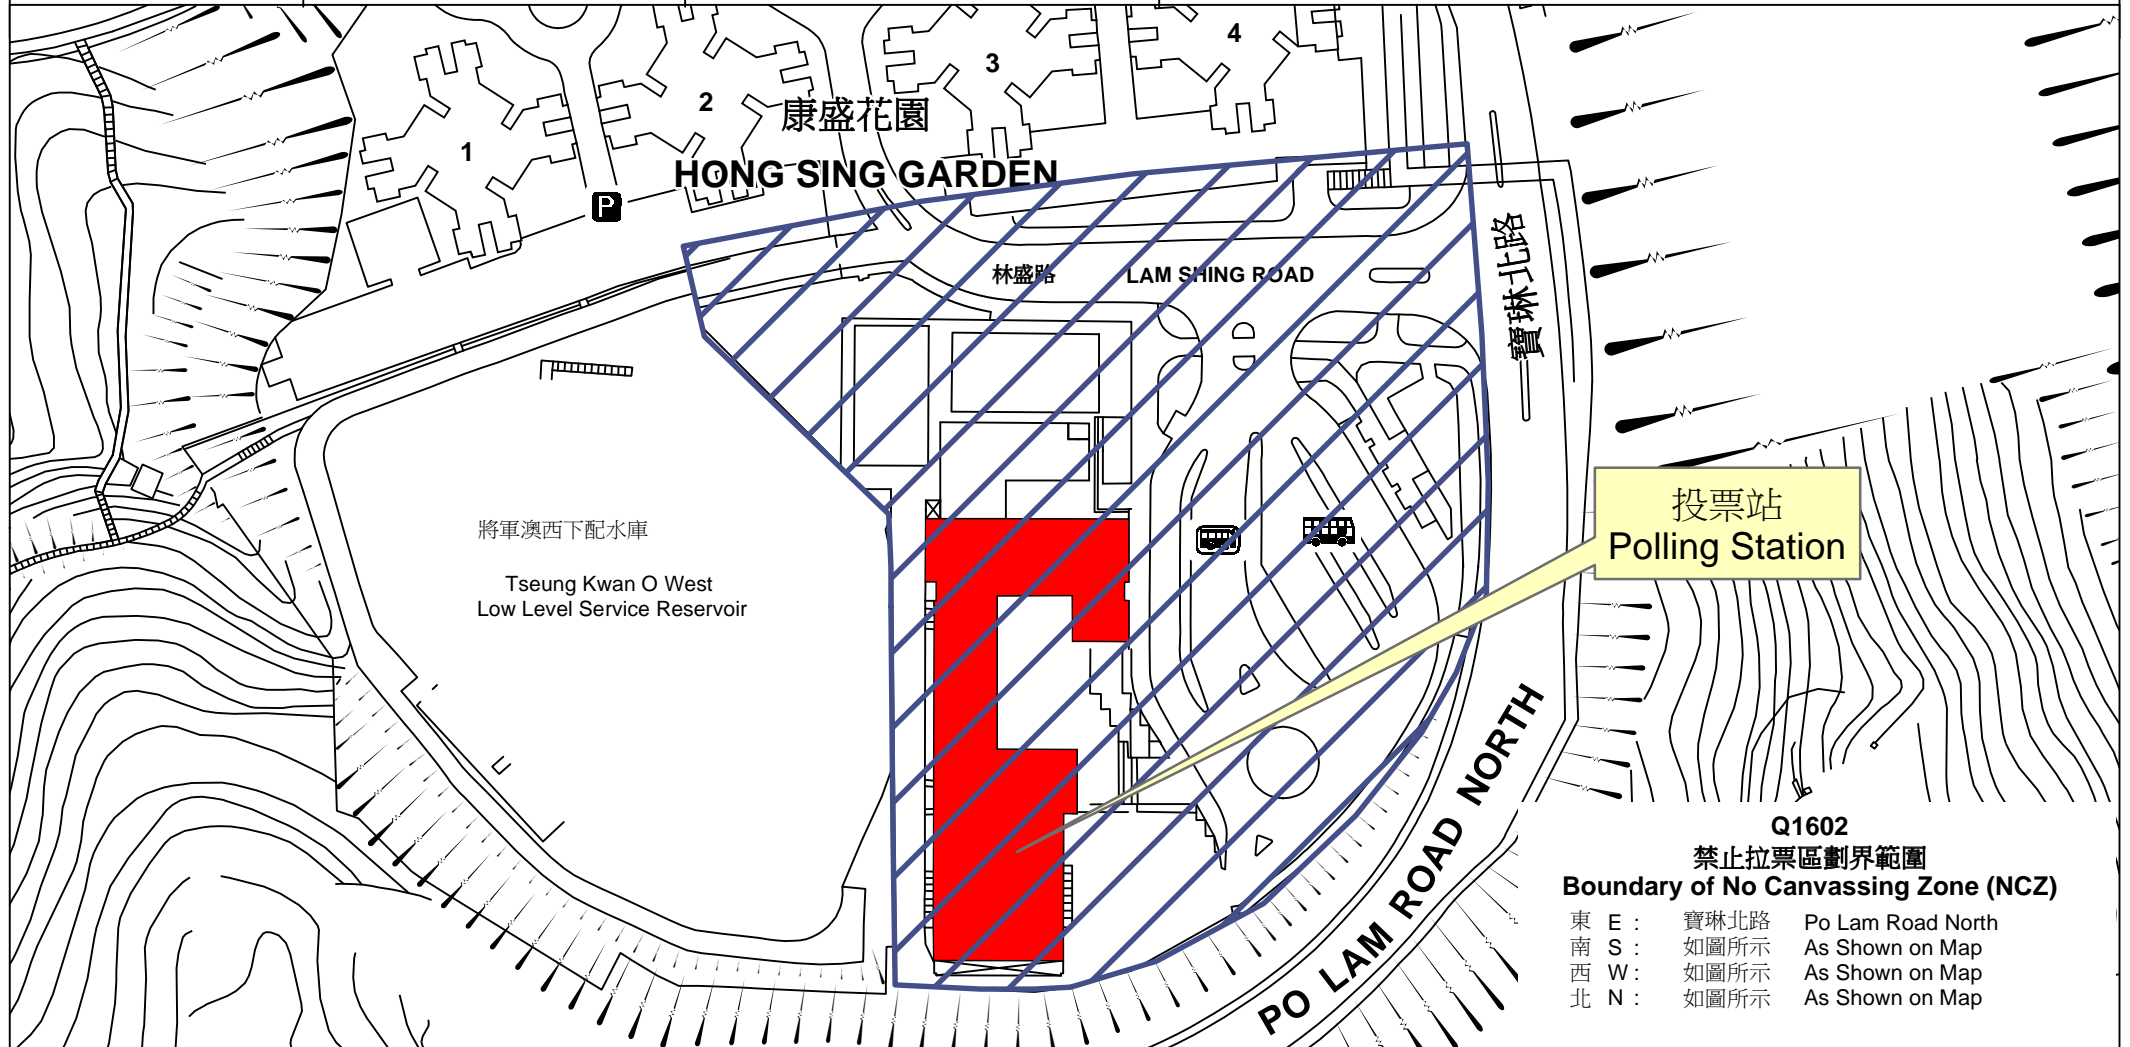 4
3
2
康盛花園
1
HONG SING GARDEN
P
林盛路 LAM SHING ROAD
寶琳北路
將軍澳西下配水庫
Tseung Kwan O West
Low Level Service Reservoir
投票站
Polling Station
PO LAM ROAD NORTH
Q1602
禁止拉票區劃界範圍
Boundary of No Canvassing Zone (NCZ)
東 E : 寶琳北路 Po Lam Road North
南 S : 如圖所示 As Shown on Map
西 W : 如圖所示 As Shown on Map
北 N : 如圖所示 As Shown on Map